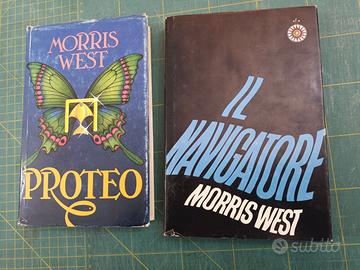 MORRIS
WEST
PROTEO
IL
NAVIGATORE
MORRIS WEST
subito